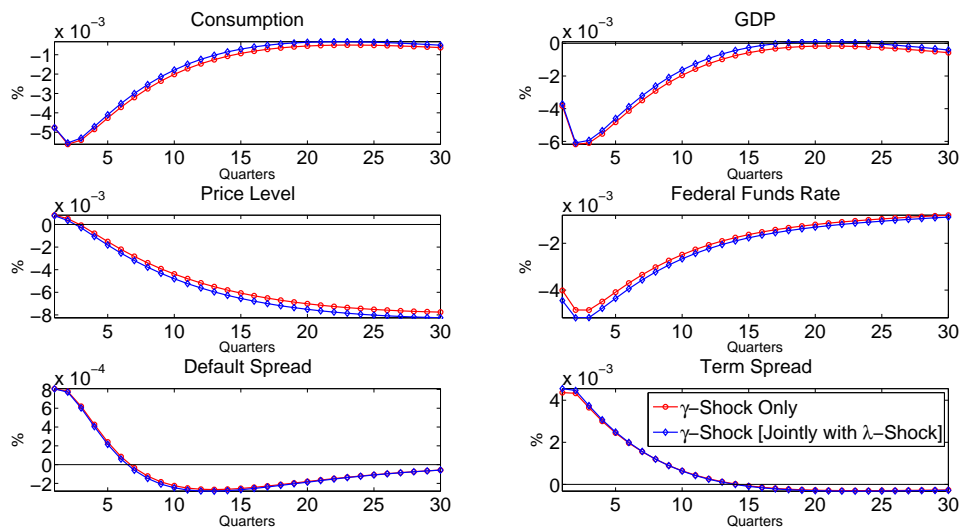 Consumption
x 10−3
−1
−2
−3
−4
−5
%
5 10 15 20 25 30
Quarters
GDP
x 10−3
0
−2
−4
−6
%
5 10 15 20 25 30
Quarters
Price Level
x 10−3
0
−2
−4
−6
−8
%
5 10 15 20 25 30
Quarters
Federal Funds Rate
x 10−3
−2
−4
%
5 10 15 20 25 30
Quarters
Default Spread
x 10−4
8
6
4
2
0
−2
%
5 10 15 20 25 30
Quarters
Term Spread
x 10−3
4
2
0
%
γ−Shock Only
γ−Shock [Jointly with λ−Shock]
5 10 15 20 25 30
Quarters